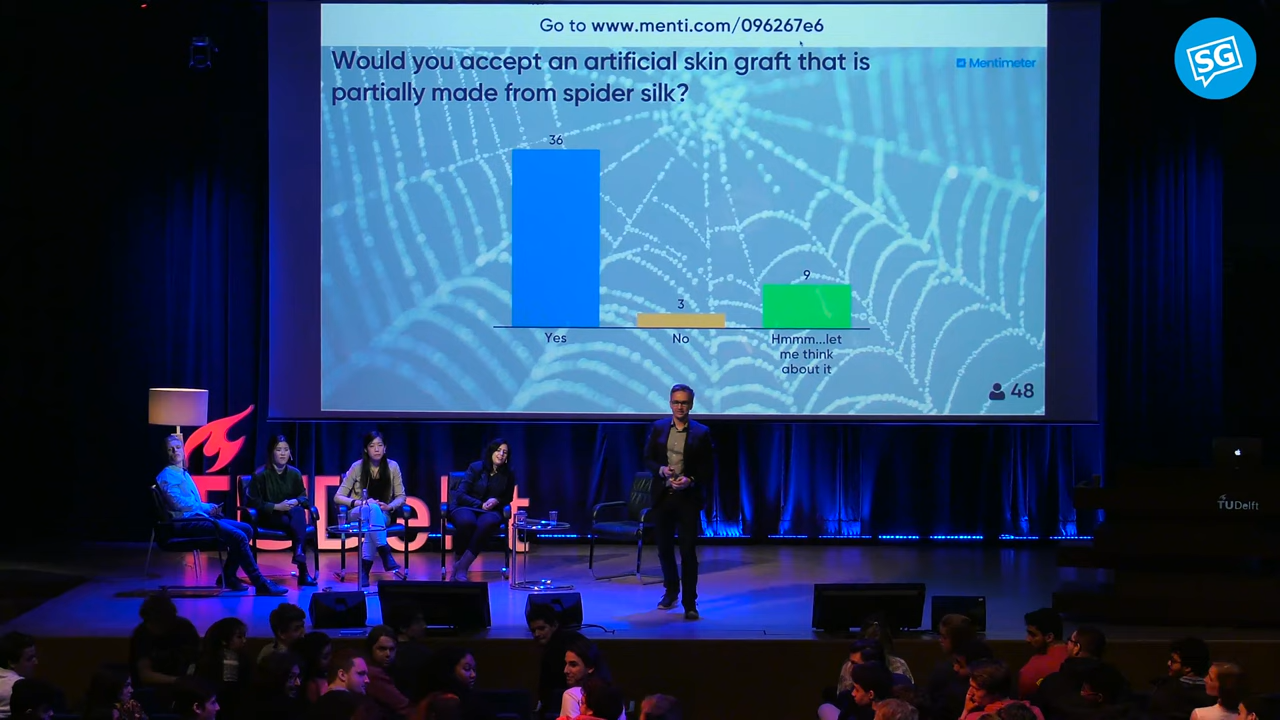 Go to www.menti.com/096267e6
SG
Would you accept an artificial skin graft that is
partially made from spider silk?
Mentimeter
36
3
9
Yes
No
Hmmm...let
me think
about it
48
TUDelft
TUDelft